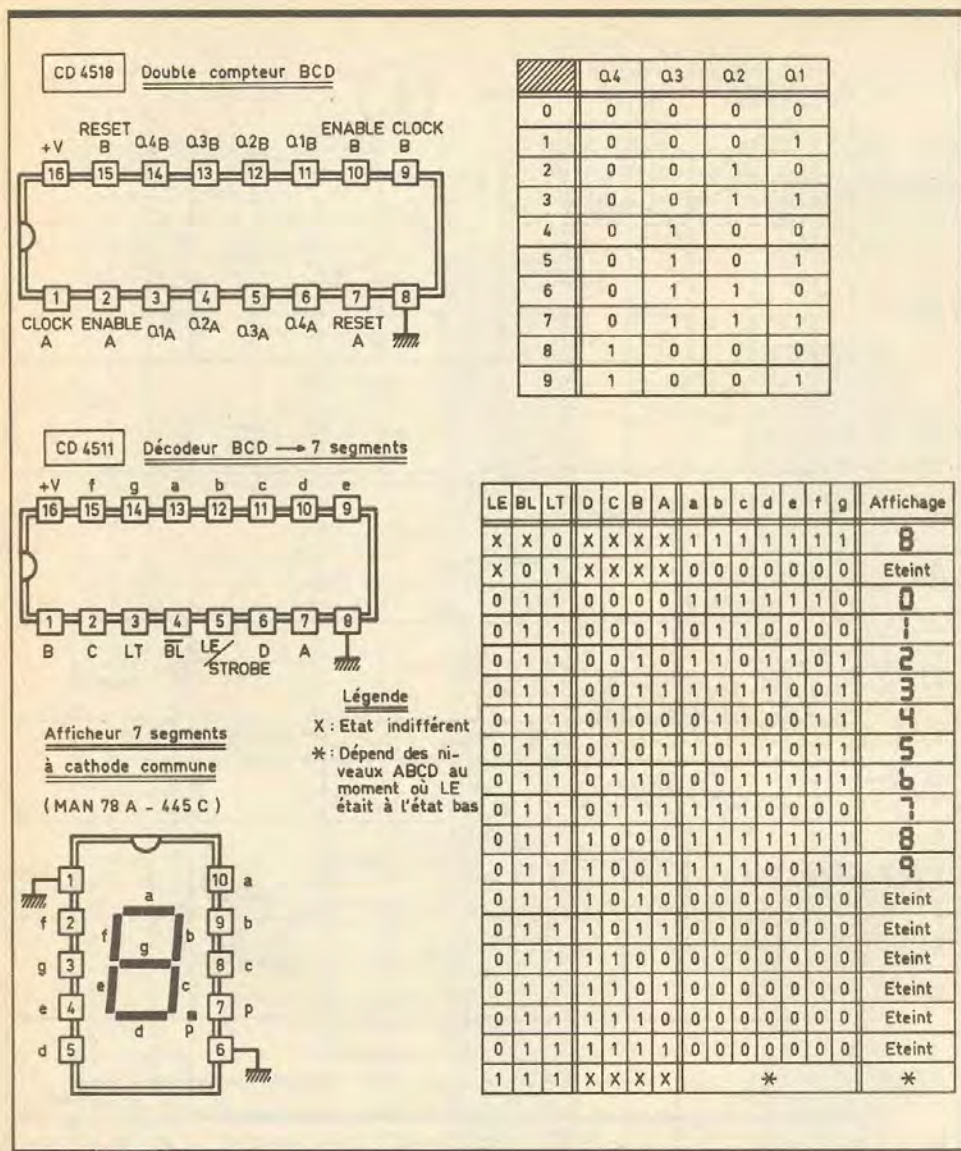 CD 4518 Double compteur BCD
+V RESET B Q4B Q3B Q2B Q1B ENABLE B CLOCK B
16 15 14 13 12 11 10 9
1 2 3 4 5 6 7 8
CLOCK A ENABLE A Q1A Q2A Q3A Q4A RESET A
Q4 Q3 Q2 Q1
0 0 0 0 0
1 0 0 0 1
2 0 0 1 0
3 0 0 1 1
4 0 1 0 0
5 0 1 0 1
6 0 1 1 0
7 0 1 1 1
8 1 0 0 0
9 1 0 0 1
CD 4511 Décodeur BCD → 7 segments
+V f g a b c d e
16 15 14 13 12 11 10 9
1 2 3 4 5 6 7 8
B C LT BL LE/STROBE D A
Légende
X : Etat indifférent
* : Dépend des ni-
veaux ABCD au
moment où LE
était à l'état bas
Afficheur 7 segments
à cathode commune
( MAN 78 A - 445 C )
1 10 a
a
f 2 f b 9 b
g 3 g 8 c
e 4 e c 7 p
d 5 d p 6
LE BL LT D C B A a b c d e f g Affichage
X X 0 X X X X 1 1 1 1 1 1 1 8
X 0 1 X X X X 0 0 0 0 0 0 0 Eteint
0 1 1 0 0 0 0 1 1 1 1 1 1 0 0
0 1 1 0 0 0 1 0 1 1 0 0 0 0 1
0 1 1 0 0 1 0 1 1 0 1 1 0 1 2
0 1 1 0 0 1 1 1 1 1 1 0 0 1 3
0 1 1 0 1 0 0 0 1 1 0 0 1 1 4
0 1 1 0 1 0 1 1 0 1 1 0 1 1 5
0 1 1 0 1 1 0 0 0 1 1 1 1 1 6
0 1 1 0 1 1 1 1 1 1 0 0 0 0 7
0 1 1 1 0 0 0 1 1 1 1 1 1 1 8
0 1 1 1 0 0 1 1 1 1 0 0 1 1 9
0 1 1 1 0 1 0 0 0 0 0 0 0 0 Eteint
0 1 1 1 0 1 1 0 0 0 0 0 0 0 Eteint
0 1 1 1 1 0 0 0 0 0 0 0 0 0 Eteint
0 1 1 1 1 0 1 0 0 0 0 0 0 0 Eteint
0 1 1 1 1 1 0 0 0 0 0 0 0 0 Eteint
0 1 1 1 1 1 1 0 0 0 0 0 0 0 Eteint
1 1 1 X X X X * *